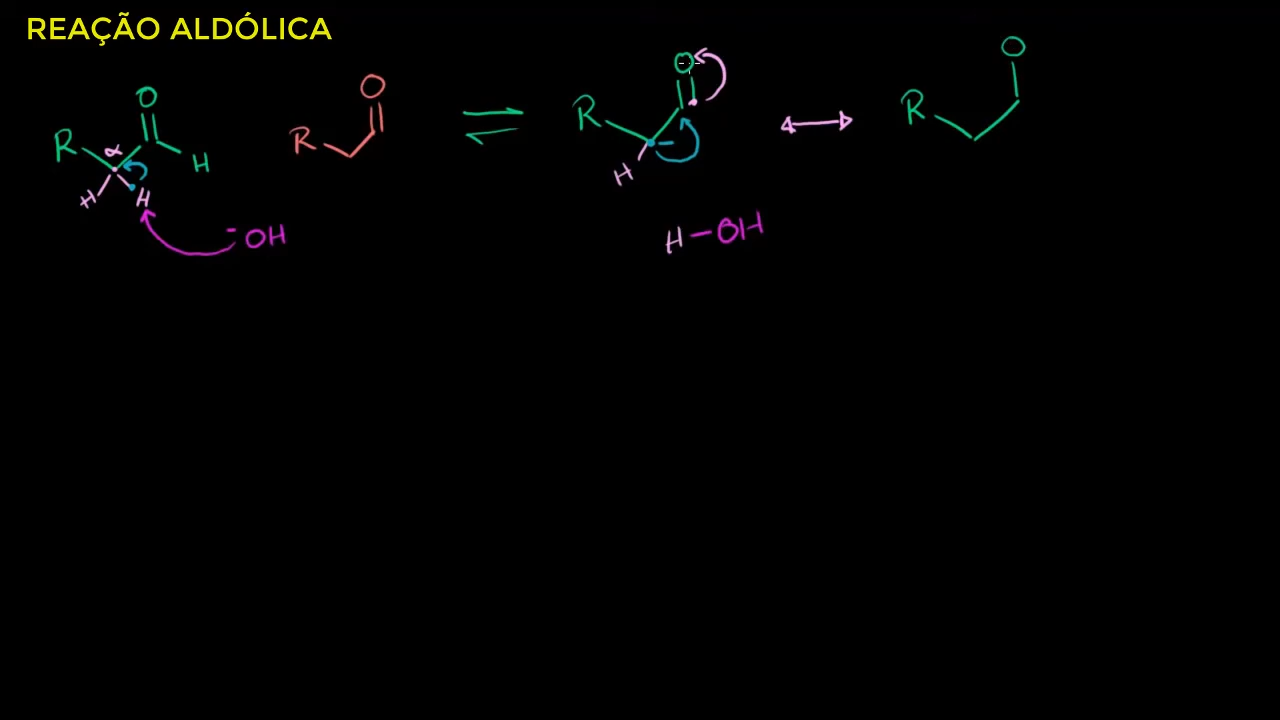 REAÇÃO ALDÓLICA
O O O O
R α H R R R
H H H
-OH H-OH